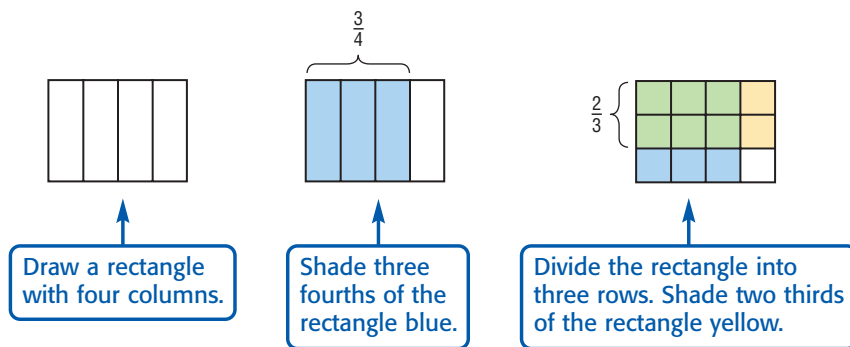 3/4
2/3
Draw a rectangle
with four columns.
Shade three
fourths of the
rectangle blue.
Divide the rectangle into
three rows. Shade two thirds
of the rectangle yellow.